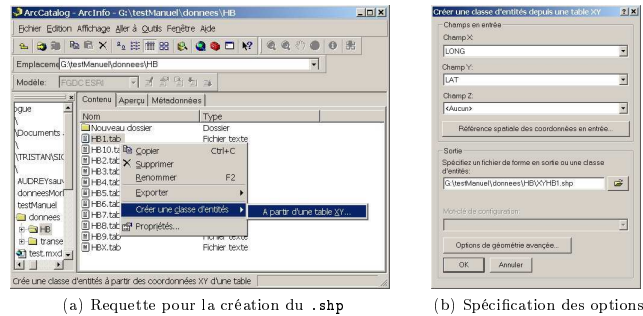 ArcCatalog - ArcInfo - G:\testManuel\donnees\HB
Fichier Edition Affichage Aller à Outils Fenêtre Aide
Emplaceme G:\testManuel\donnees\HB
Modèle: FGDC ESRI
Contenu Aperçu Métadonnées
Nom Type
Nouveau dossier Dossier
HB1.tab Fichier texte
HB10.ta
HB2.tab
HB3.tab
HB4.tab
HB5.tab
HB6.tab
HB7.tab
HB8.tab
HB9.tab Fichier texte
HBX.tab Fichier texte
ogue
\Documents
\TRISTAN\SIG
AUDREYsauv
donneesMor
testManuel
donnees
HB
transe
test.mxd
Copier Ctrl+C
Supprimer
Renommer F2
Exporter
Créer une classe d'entités
A partir d'une table XY...
Propriétés...
Crée une classe d'entités à partir des coordonnées XY d'une table
(a) Requette pour la création du .shp
Créer une classe d'entités depuis une table XY
Champs en entrée
Champ X:
LONG
Champ Y:
LAT
Champ Z:
<Aucun>
Référence spatiale des coordonnées en entrée...
Sortie
Spécifiez un fichier de forme en sortie ou une classe
d'entités:
G:\testManuel\donnees\HB\XYHB1.shp
Mot-clé de configuration:
Options de géométrie avançée...
OK Annuler
(b) Spécification des options